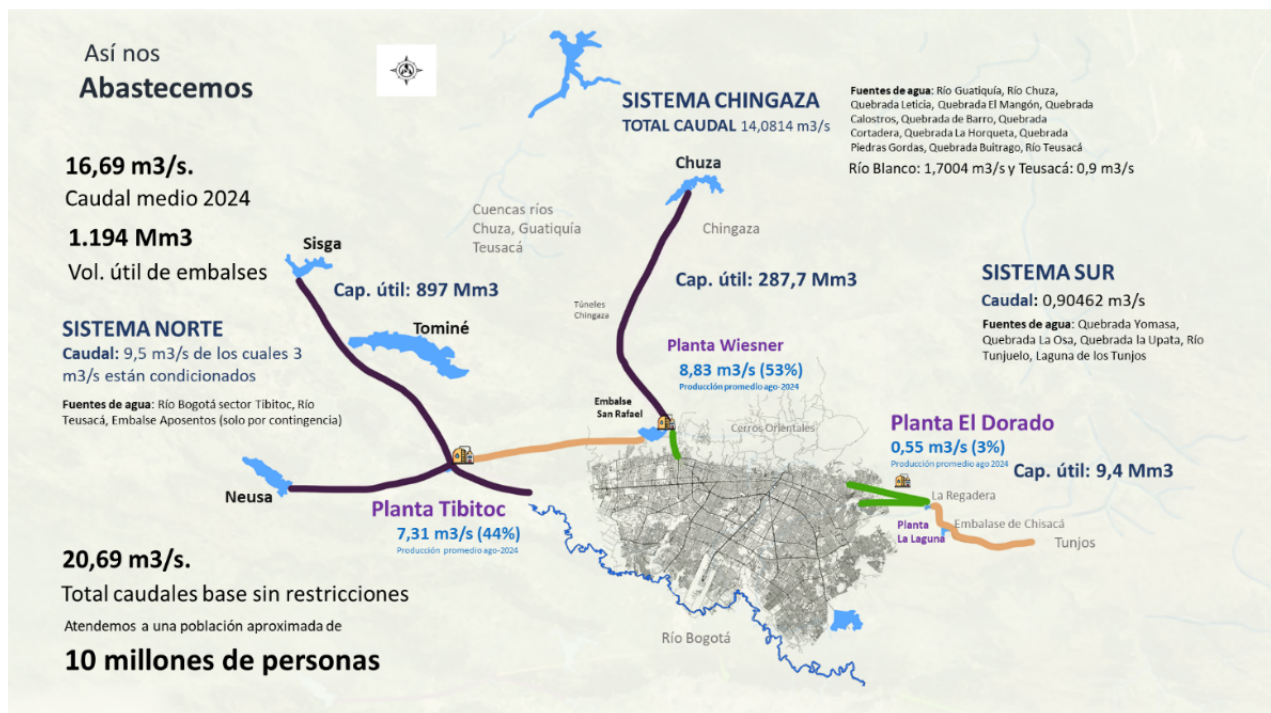 Así nos
Abastecemos
16,69 m3/s.
Caudal medio 2024
1.194 Mm3
Vol. útil de embalses
SISTEMA NORTE
Caudal: 9,5 m3/s de los cuales 3
m3/s están condicionados
Fuentes de agua: Río Bogotá sector Tibitoc, Río
Teusacá, Embalse Aposentos (solo por contingencia)
Sisga
Cap. útil: 897 Mm3
Tominé
Neusa
Planta Tibitoc
7,31 m3/s (44%)
Producción promedio ago-2024
20,69 m3/s.
Total caudales base sin restricciones
Atendemos a una población aproximada de
10 millones de personas
SISTEMA CHINGAZA
TOTAL CAUDAL 14,0814 m3/s
Fuentes de agua: Río Guatiquía, Río Chuza,
Quebrada Leticia, Quebrada El Mangón, Quebrada
Calostros, Quebrada de Barro, Quebrada
Cortadera, Quebrada La Horqueta, Quebrada
Piedras Gordas, Quebrada Buitrago, Río Teusacá
Río Blanco: 1,7004 m3/s y Teusacá: 0,9 m3/s
Chuza
Cuencas ríos
Chuza, Guatiquía
Teusacá
Chingaza
Cap. útil: 287,7 Mm3
Túneles
Chingaza
Planta Wiesner
8,83 m3/s (53%)
Producción promedio ago-2024
Embalse
San Rafael
Cerros Orientales
Río Bogotá
SISTEMA SUR
Caudal: 0,90462 m3/s
Fuentes de agua: Quebrada Yomasa,
Quebrada La Osa, Quebrada la Upata, Río
Tunjuelo, Laguna de los Tunjos
Planta El Dorado
0,55 m3/s (3%)
Producción promedio ago 2024
Cap. útil: 9,4 Mm3
La Regadera
Planta
La Laguna
Embalase de Chisacá
Tunjos